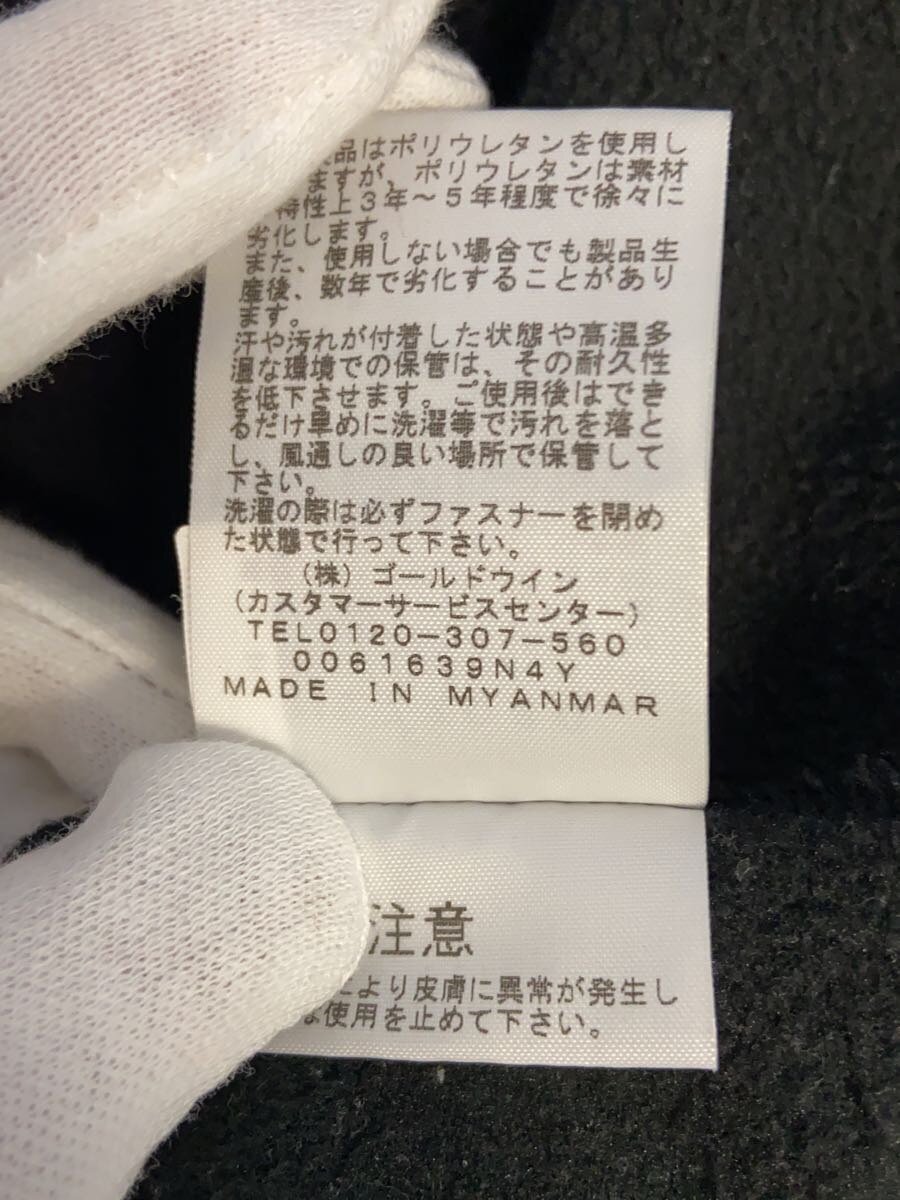 品はポリウレタンを使用し
ますが、ポリウレタンは素材
特性上3年～5年程度で徐々に
劣化します。
また、使用しない場合でも製品生
産後、数年で劣化することがあり
ます。
汗や汚れが付着した状態や高温多
湿な環境での保管は、その耐久性
を低下させます。ご使用後はでき
るだけ早めに洗濯等で汚れを落と
し、風通しの良い場所で保管して
下さい。
洗濯の際は必ずファスナーを閉め
た状態で行って下さい。
(株)ゴールドウイン
(カスタマーサービスセンター)
TEL0120-307-560
0061639N4Y
MADE IN MYANMAR
注意
より皮膚に異常が発生し
使用を止めて下さい。